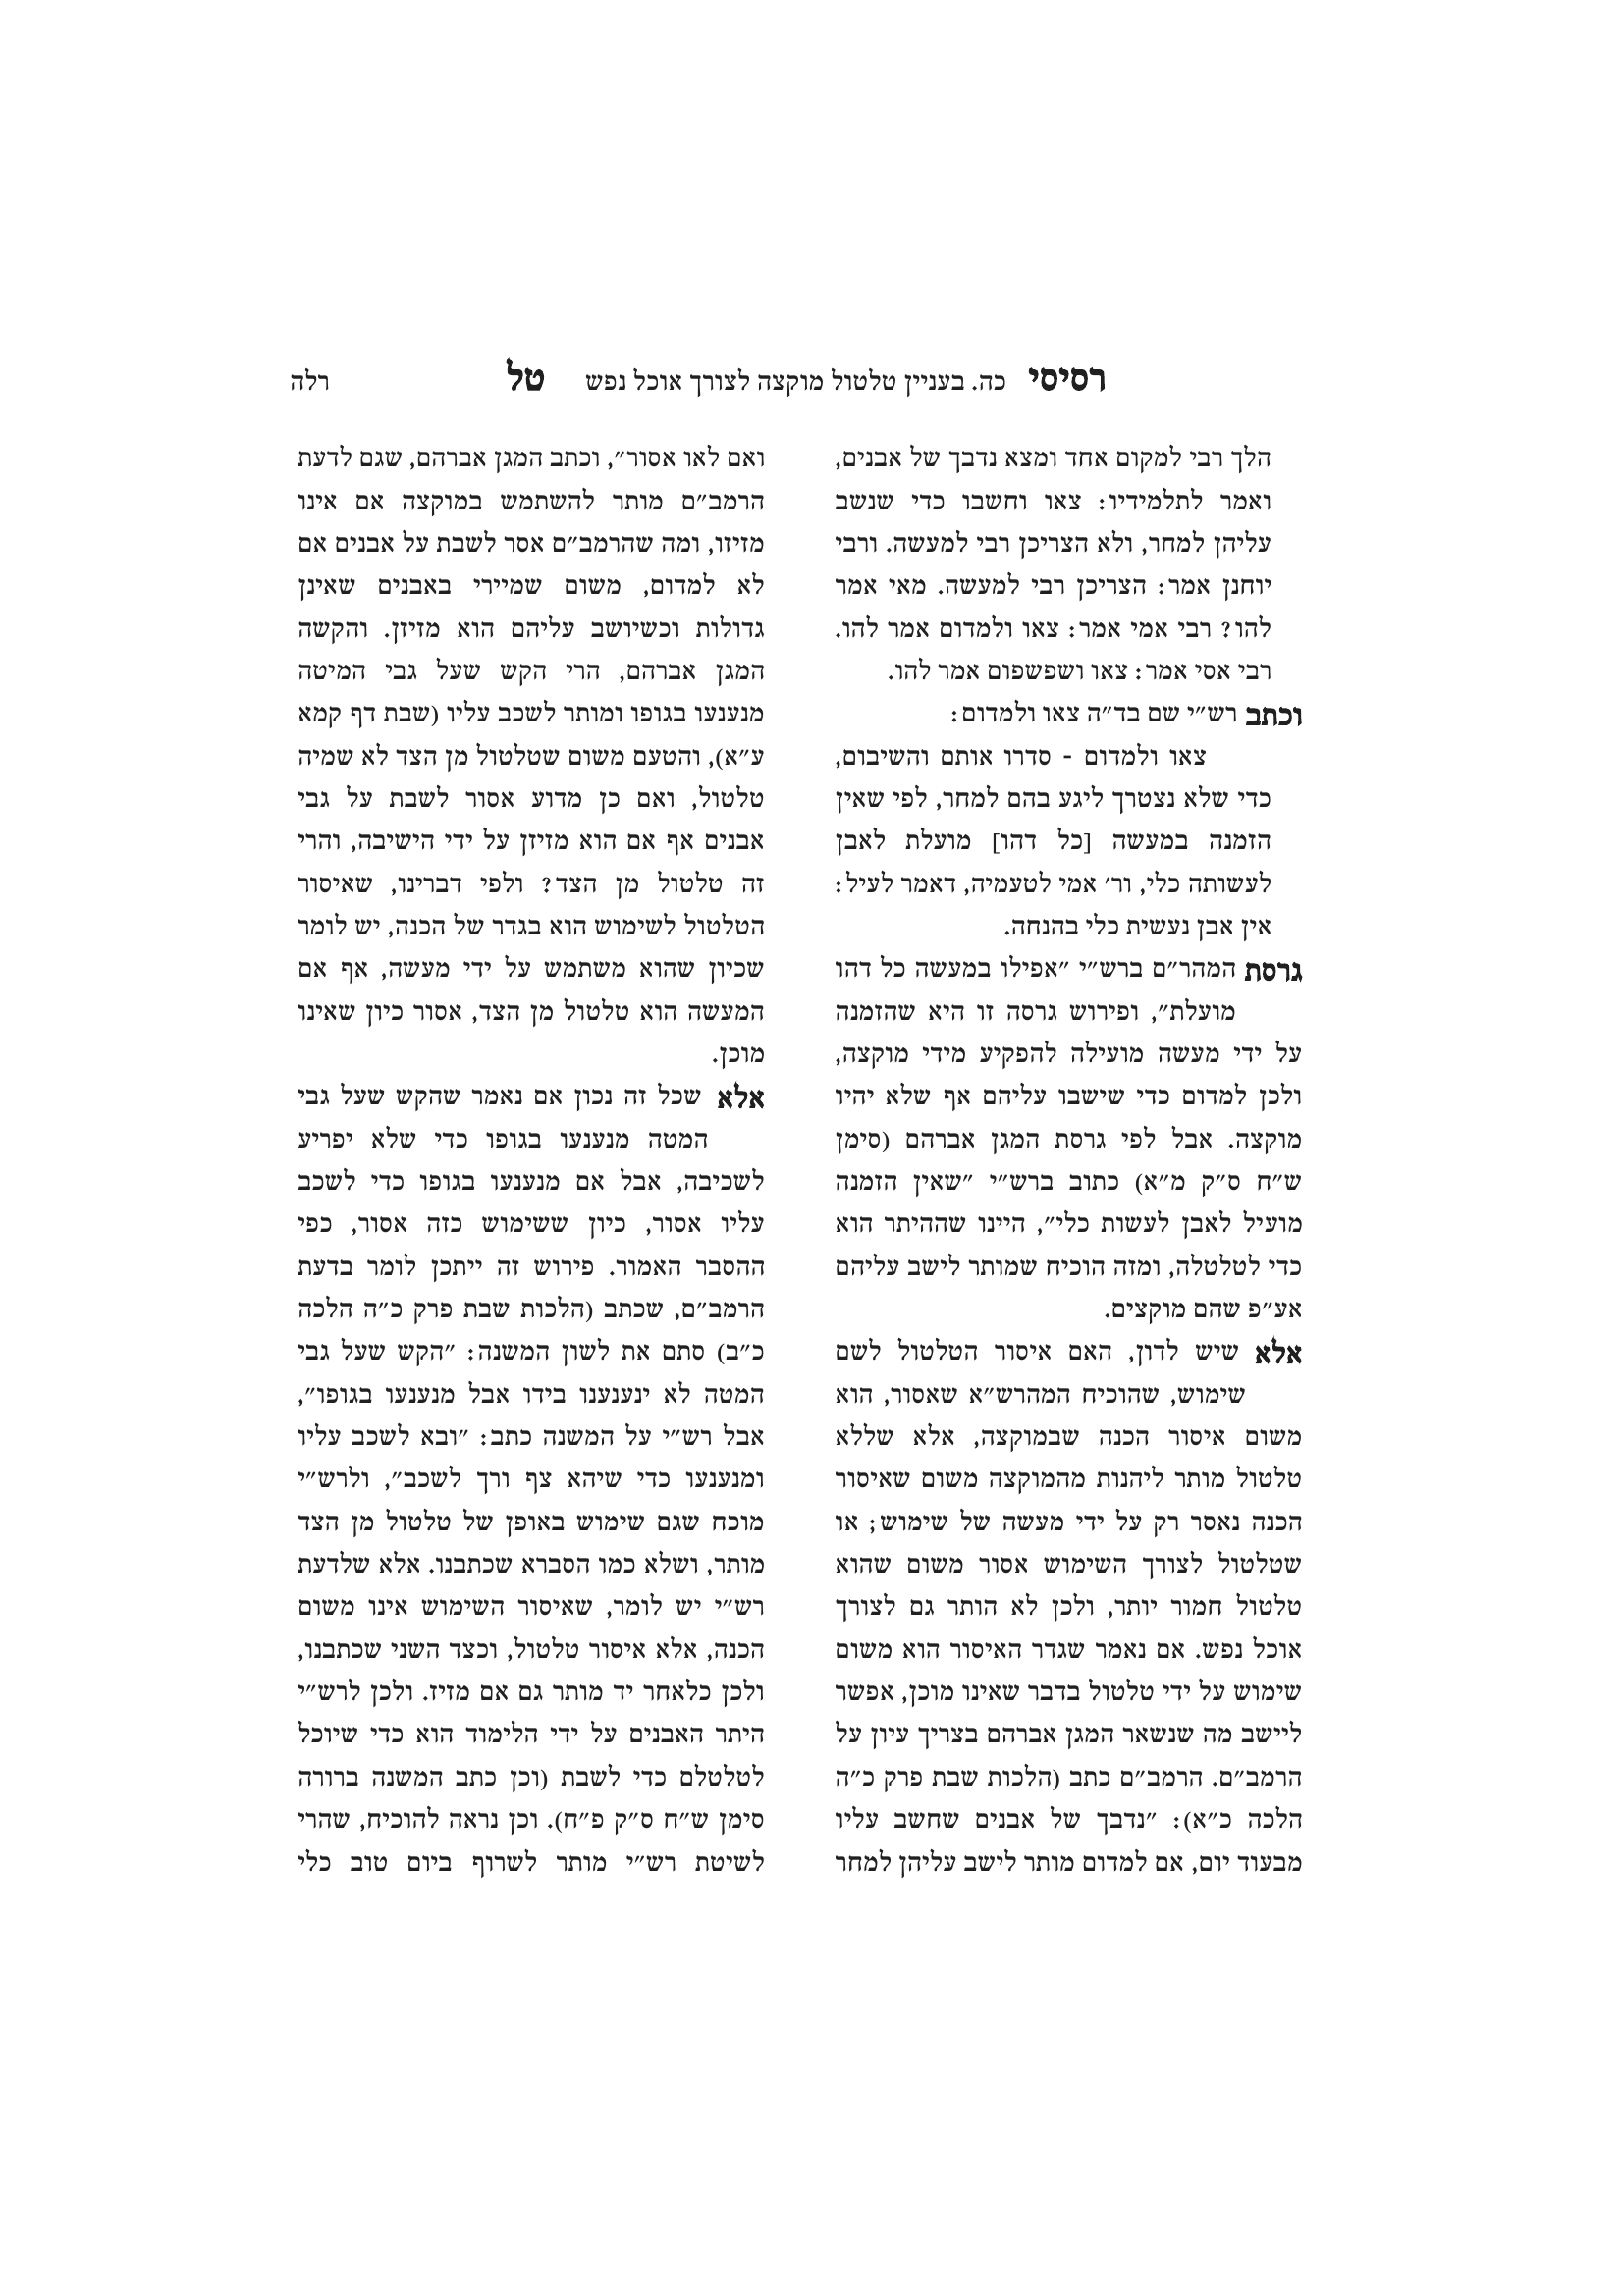 רסיסי כה. בעניין טלטול מוקצה לצורך אוכל נפש טל רלה
הלך רבי למקום אחד ומצא נדבך של אבנים,
ואמר לתלמידיו: צאו וחשבו כדי שנשב
עליהן למחר, ולא הצריכן רבי למעשה. ורבי
יוחנן אמר: הצריכן רבי למעשה. מאי אמר
להו? רבי אמי אמר: צאו ולמדום אמר להו.
רבי אסי אמר: צאו ושפשפום אמר להו.
וכתב רש״י שם בד״ה צאו ולמדום:
צאו ולמדום - סדרו אותם והשיבום,
כדי שלא נצטרך ליגע בהם למחר, לפי שאין
הזמנה במעשה [כל דהו] מועלת לאבן
לעשותה כלי, ור׳ אמי לטעמיה, דאמר לעיל:
אין אבן נעשית כלי בהנחה.
גרסת המהר״ם ברש״י ״אפילו במעשה כל דהו
מועלת״, ופירוש גרסה זו היא שהזמנה
על ידי מעשה מועילה להפקיע מידי מוקצה,
ולכן למדום כדי שישבו עליהם אף שלא יהיו
מוקצה. אבל לפי גרסת המגן אברהם (סימן
ש״ח ס״ק מ״א) כתוב ברש״י ״שאין הזמנה
מועיל לאבן לעשות כלי״, היינו שההיתר הוא
כדי לטלטלה, ומזה הוכיח שמותר לישב עליהם
אע״פ שהם מוקצים.
אלא שיש לדון, האם איסור הטלטול לשם
שימוש, שהוכיח המהרש״א שאסור, הוא
משום איסור הכנה שבמוקצה, אלא שללא
טלטול מותר ליהנות מהמוקצה משום שאיסור
הכנה נאסר רק על ידי מעשה של שימוש; או
שטלטול לצורך השימוש אסור משום שהוא
טלטול חמור יותר, ולכן לא הותר גם לצורך
אוכל נפש. אם נאמר שגדר האיסור הוא משום
שימוש על ידי טלטול בדבר שאינו מוכן, אפשר
ליישב מה שנשאר המגן אברהם בצריך עיון על
הרמב״ם. הרמב״ם כתב (הלכות שבת פרק כ״ה
הלכה כ״א): ״נדבך של אבנים שחשב עליו
מבעוד יום, אם למדום מותר לישב עליהן למחר
ואם לאו אסור״, וכתב המגן אברהם, שגם לדעת
הרמב״ם מותר להשתמש במוקצה אם אינו
מזיזו, ומה שהרמב״ם אסר לשבת על אבנים אם
לא למדום, משום שמיירי באבנים שאינן
גדולות וכשיושב עליהם הוא מזיזן. והקשה
המגן אברהם, הרי הקש שעל גבי המיטה
מנענעו בגופו ומותר לשכב עליו (שבת דף קמא
ע״א), והטעם משום שטלטול מן הצד לא שמיה
טלטול, ואם כן מדוע אסור לשבת על גבי
אבנים אף אם הוא מזיזן על ידי הישיבה, והרי
זה טלטול מן הצד? ולפי דברינו, שאיסור
הטלטול לשימוש הוא בגדר של הכנה, יש לומר
שכיון שהוא משתמש על ידי מעשה, אף אם
המעשה הוא טלטול מן הצד, אסור כיון שאינו
מוכן.
אלא שכל זה נכון אם נאמר שהקש שעל גבי
המטה מנענעו בגופו כדי שלא יפריע
לשכיבה, אבל אם מנענעו בגופו כדי לשכב
עליו אסור, כיון ששימוש כזה אסור, כפי
ההסבר האמור. פירוש זה ייתכן לומר בדעת
הרמב״ם, שכתב (הלכות שבת פרק כ״ה הלכה
כ״ב) סתם את לשון המשנה: ״הקש שעל גבי
המטה לא ינענענו בידו אבל מנענעו בגופו״,
אבל רש״י על המשנה כתב: ״ובא לשכב עליו
ומנענעו כדי שיהא צף ורך לשכב״, ולרש״י
מוכח שגם שימוש באופן של טלטול מן הצד
מותר, ושלא כמו הסברא שכתבנו. אלא שלדעת
רש״י יש לומר, שאיסור השימוש אינו משום
הכנה, אלא איסור טלטול, וכצד השני שכתבנו,
ולכן כלאחר יד מותר גם אם מזיז. ולכן לרש״י
היתר האבנים על ידי הלימוד הוא כדי שיוכל
לטלטלם כדי לשבת (וכן כתב המשנה ברורה
סימן ש״ח ס״ק פ״ח). וכן נראה להוכיח, שהרי
לשיטת רש״י מותר לשרוף ביום טוב כלי